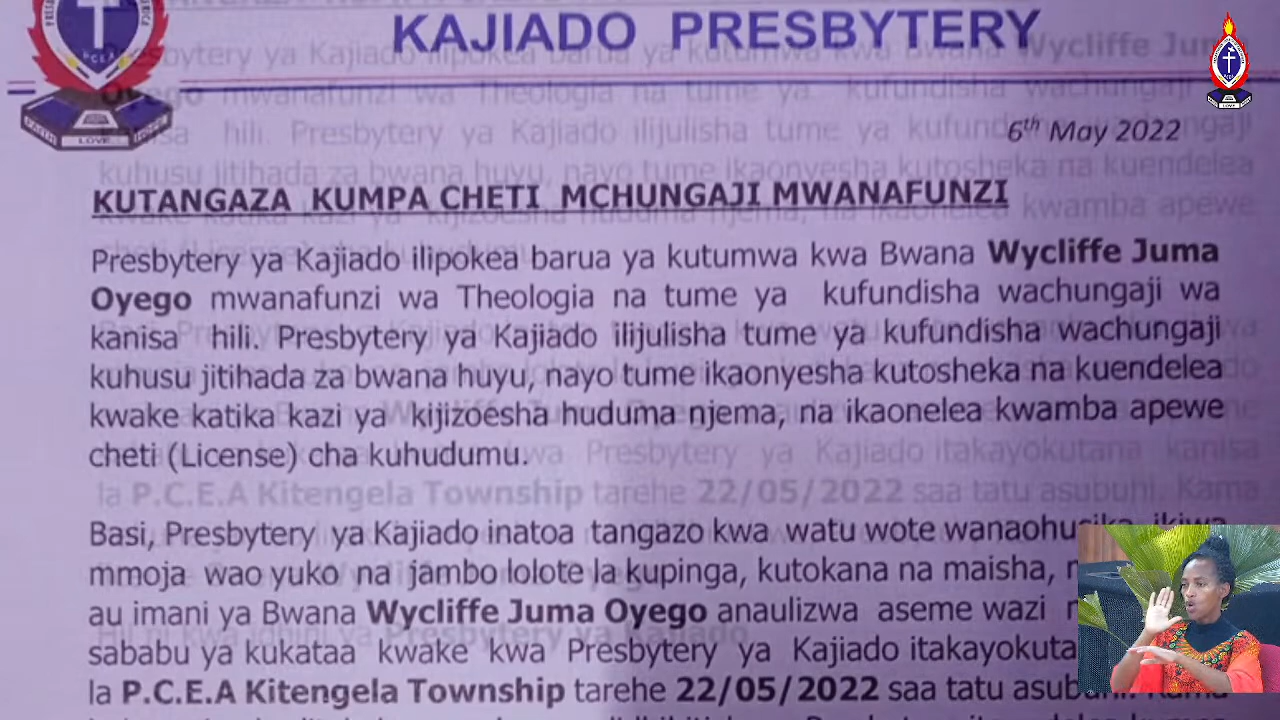 KAJIADO PRESBYTERY
6th May 2022
KUTANGAZA KUMPA CHETI MCHUNGAJI MWANAFUNZI
Presbytery ya Kajiado ilipokea barua ya kutumwa kwa Bwana Wycliffe Juma
Oyego mwanafunzi wa Theologia na tume ya kufundisha wachungaji wa
kanisa hili. Presbytery ya Kajiado ilijulisha tume ya kufundisha wachungaji
kuhusu jitihada za bwana huyu, nayo tume ikaonyesha kutosheka na kuendelea
kwake katika kazi ya kijizoesha huduma njema, na ikaonelea kwamba apewe
cheti (License) cha kuhudumu.
Basi, Presbytery ya Kajiado inatoa tangazo kwa watu wote
mmoja wao yuko na jambo lolote la kupinga, kutokana na maisha,
au imani ya Bwana Wycliffe Juma Oyego anaulizwa aseme wazi
sababu ya kukataa kwake kwa Presbytery ya Kajiado
la P.C.E.A Kitengela Township tarehe 22/05/2022 saa tatu